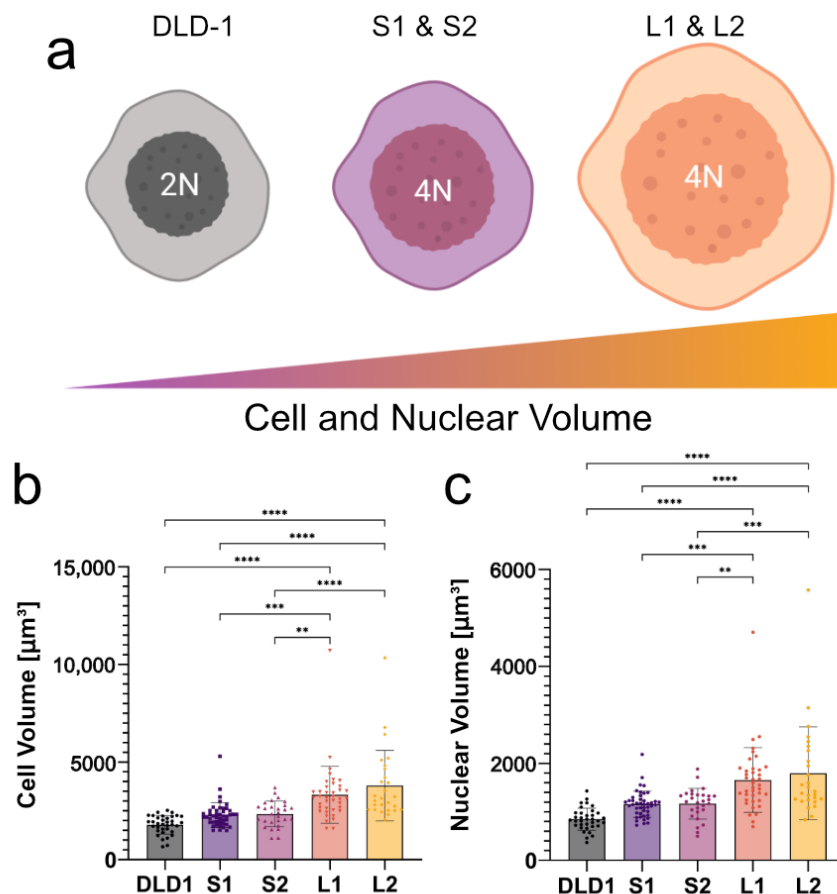 a
DLD-1 S1 & S2 L1 & L2
2N 4N 4N
Cell and Nuclear Volume
b
****
****
****
****
***
**
Cell Volume [µm³]
15,000
10,000
5000
0
DLD1 S1 S2 L1 L2
c
****
****
****
***
***
**
Nuclear Volume [µm³]
6000
4000
2000
0
DLD1 S1 S2 L1 L2